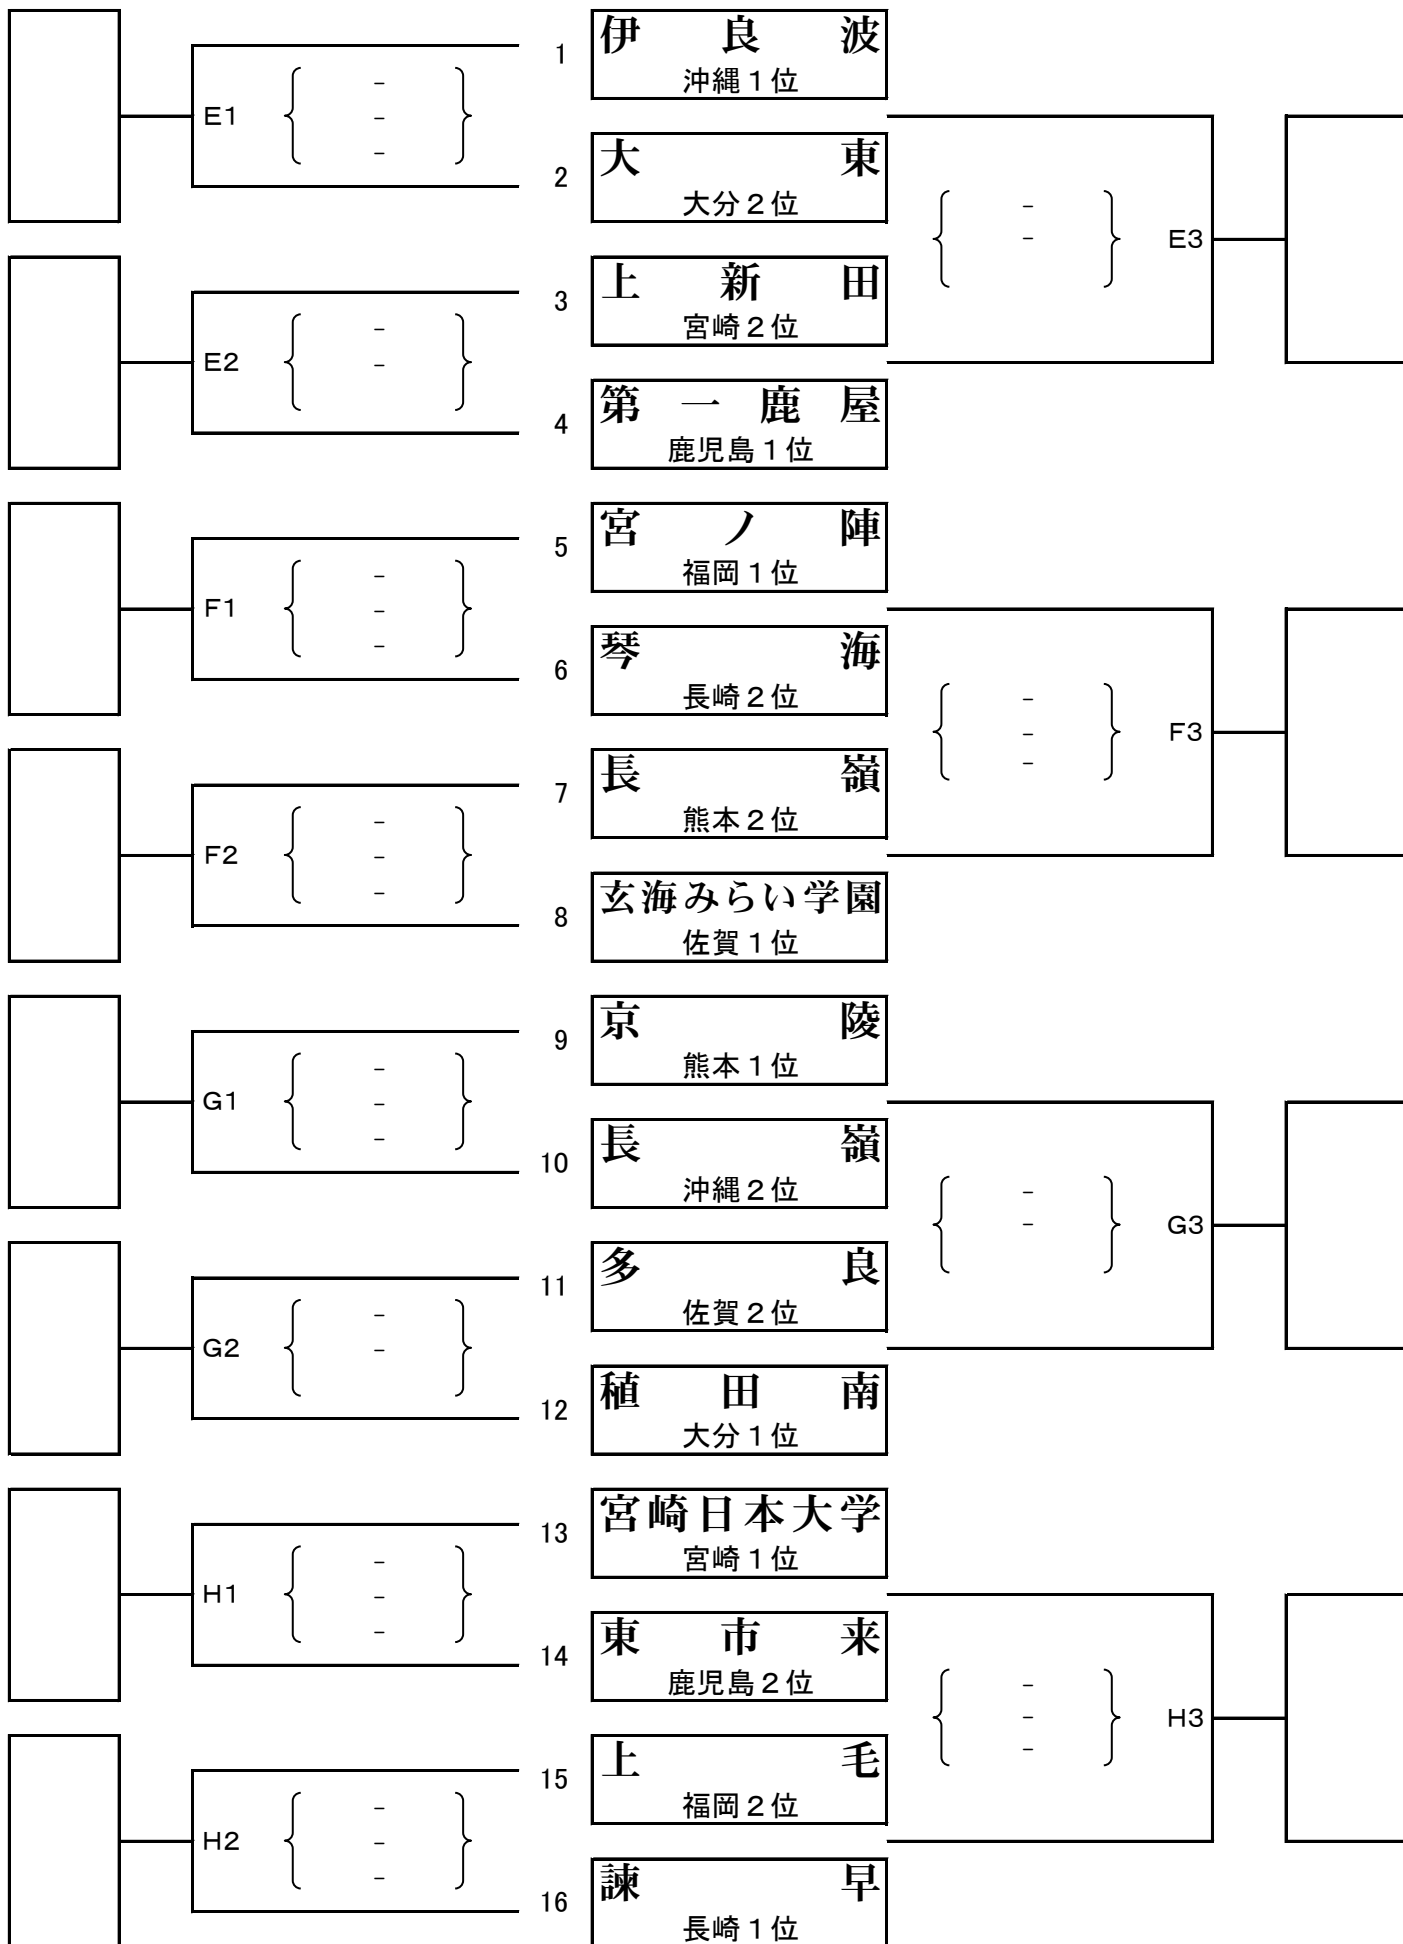 1 伊良波
沖縄１位
E1 { - - - }
2 大東
大分２位
{ - - } E3
3 上新田
宮崎２位
E2 { - - }
4 第一鹿屋
鹿児島１位
5 宮ノ陣
福岡１位
F1 { - - - }
6 琴海
長崎２位
{ - - - } F3
7 長嶺
熊本２位
F2 { - - - }
8 玄海みらい学園
佐賀１位
9 京陵
熊本１位
G1 { - - - }
10 長嶺
沖縄２位
{ - - } G3
11 多良
佐賀２位
G2 { - - }
12 稙田南
大分１位
13 宮崎日本大学
宮崎１位
H1 { - - - }
14 東市来
鹿児島２位
{ - - - } H3
15 上毛
福岡２位
H2 { - - - }
16 諫早
長崎１位